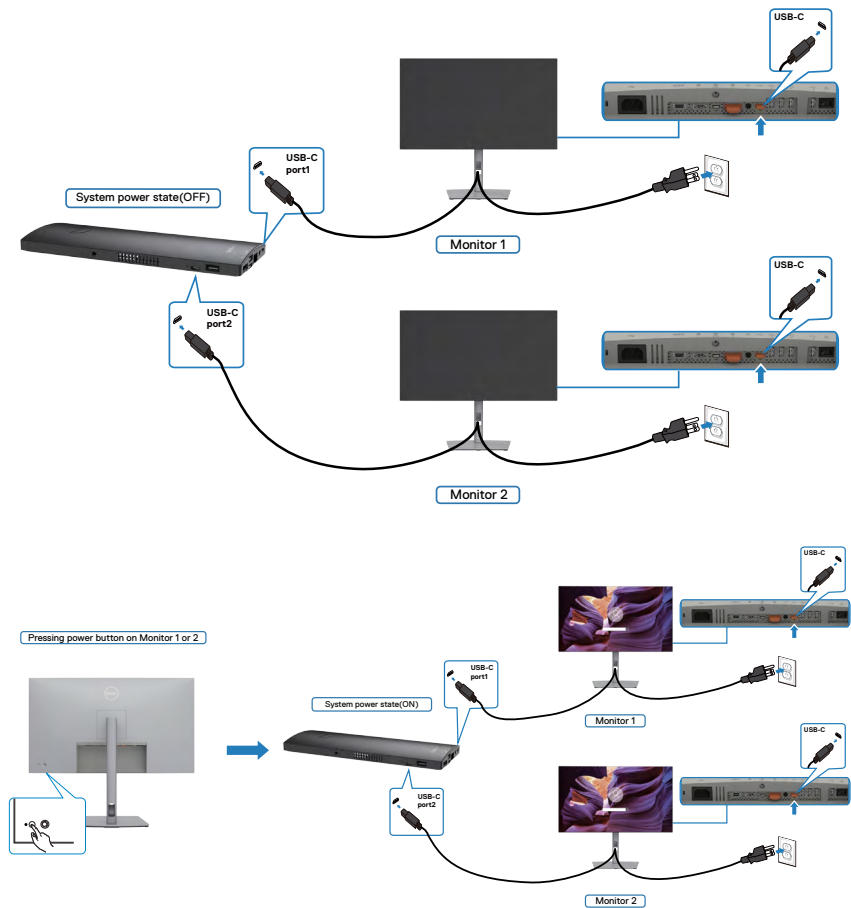 USB-C
USB-C
port1
System power state(OFF)
Monitor 1
USB-C
USB-C
port2
Monitor 2
USB-C
Pressing power button on Monitor 1 or 2
USB-C
port1
System power state(ON)
Monitor 1
USB-C
DELL
USB-C
port2
Monitor 2